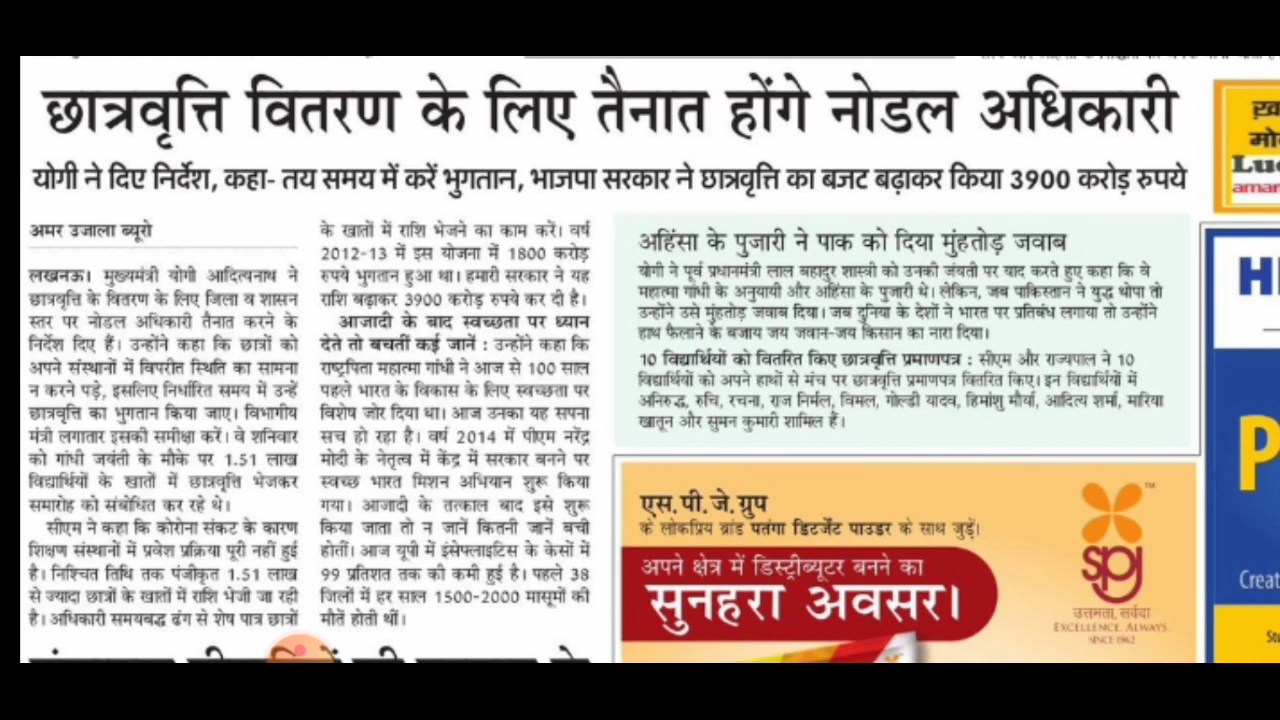 छात्रवृत्ति वितरण के लिए तैनात होंगे नोडल अधिकारी
योगी ने दिए निर्देश, कहा- तय समय में करें भुगतान, भाजपा सरकार ने छात्रवृत्ति का बजट बढ़ाकर किया 3900 करोड़ रुपये
अमर उजाला ब्यूरो
लखनऊ। मुख्यमंत्री योगी आदित्यनाथ ने
छात्रवृत्ति के वितरण के लिए जिला व शासन
स्तर पर नोडल अधिकारी तैनात करने के
निर्देश दिए हैं। उन्होंने कहा कि छात्रों को
अपने संस्थानों में विपरीत स्थिति का सामना
न करने पड़े, इसलिए निर्धारित समय में उन्हें
छात्रवृत्ति का भुगतान किया जाए। विभागीय
मंत्री लगातार इसकी समीक्षा करें। वे शनिवार
को गांधी जयंती के मौके पर 1.51 लाख
विद्यार्थियों के खातों में छात्रवृत्ति भेजकर
समारोह को संबोधित कर रहे थे।
सीएम ने कहा कि कोरोना संकट के कारण
शिक्षण संस्थानों में प्रवेश प्रक्रिया पूरी नहीं हुई
है। निश्चित तिथि तक पंजीकृत 1.51 लाख
से ज्यादा छात्रों के खातों में राशि भेजी जा रही
है। अधिकारी समयबद्ध ढंग से शेष पात्र छात्रों
के खातों में राशि भेजने का काम करें। वर्ष
2012-13 में इस योजना में 1800 करोड़
रुपये भुगतान हुआ था। हमारी सरकार ने यह
राशि बढ़ाकर 3900 करोड़ रुपये कर दी है।
आजादी के बाद स्वच्छता पर ध्यान
देते तो बचतीं कई जानें : उन्होंने कहा कि
राष्ट्रपिता महात्मा गांधी ने आज से 100 साल
पहले भारत के विकास के लिए स्वच्छता पर
विशेष जोर दिया था। आज उनका यह सपना
सच हो रहा है। वर्ष 2014 में पीएम नरेंद्र
मोदी के नेतृत्व में केंद्र में सरकार बनने पर
स्वच्छ भारत मिशन अभियान शुरू किया
गया। आजादी के तत्काल बाद इसे शुरू
किया जाता तो न जानें कितनी जानें बची
होतीं। आज यूपी में इंसेफ्लाइटिस के केसों में
99 प्रतिशत तक की कमी हुई है। पहले 38
जिलों में हर साल 1500-2000 मासूमों की
मौतें होती थीं।
अहिंसा के पुजारी ने पाक को दिया मुंहतोड़ जवाब
योगी ने पूर्व प्रधानमंत्री लाल बहादुर शास्त्री को उनकी जयंती पर याद करते हुए कहा कि वे
महात्मा गांधी के अनुयायी और अहिंसा के पुजारी थे। लेकिन, जब पाकिस्तान ने युद्ध थोपा तो
उन्होंने उसे मुंहतोड़ जवाब दिया। जब दुनिया के देशों ने भारत पर प्रतिबंध लगाया तो उन्होंने
हाथ फैलाने के बजाय जय जवान-जय किसान का नारा दिया।
10 विद्यार्थियों को वितरित किए छात्रवृत्ति प्रमाणपत्र : सीएम और राज्यपाल ने 10
विद्यार्थियों को अपने हाथों से मंच पर छात्रवृत्ति प्रमाणपत्र वितरित किए। इन विद्यार्थियों में
अनिरुद्ध, रुचि, रचना, राज निर्मल, विमल, गोल्डी यादव, हिमांशु मौर्या, आदित्य शर्मा, मारिया
खातून और सुमन कुमारी शामिल हैं।
एस.पी.जे.ग्रुप
के लोकप्रिय ब्रांड पतंगा डिटर्जेंट पाउडर के साथ जुड़ें।
अपने क्षेत्र में डिस्ट्रीब्यूटर बनने का
सुनहरा अवसर।
TM
spj
उत्तमता, सर्वदा
EXCELLENCE. ALWAYS.
SINCE 1962